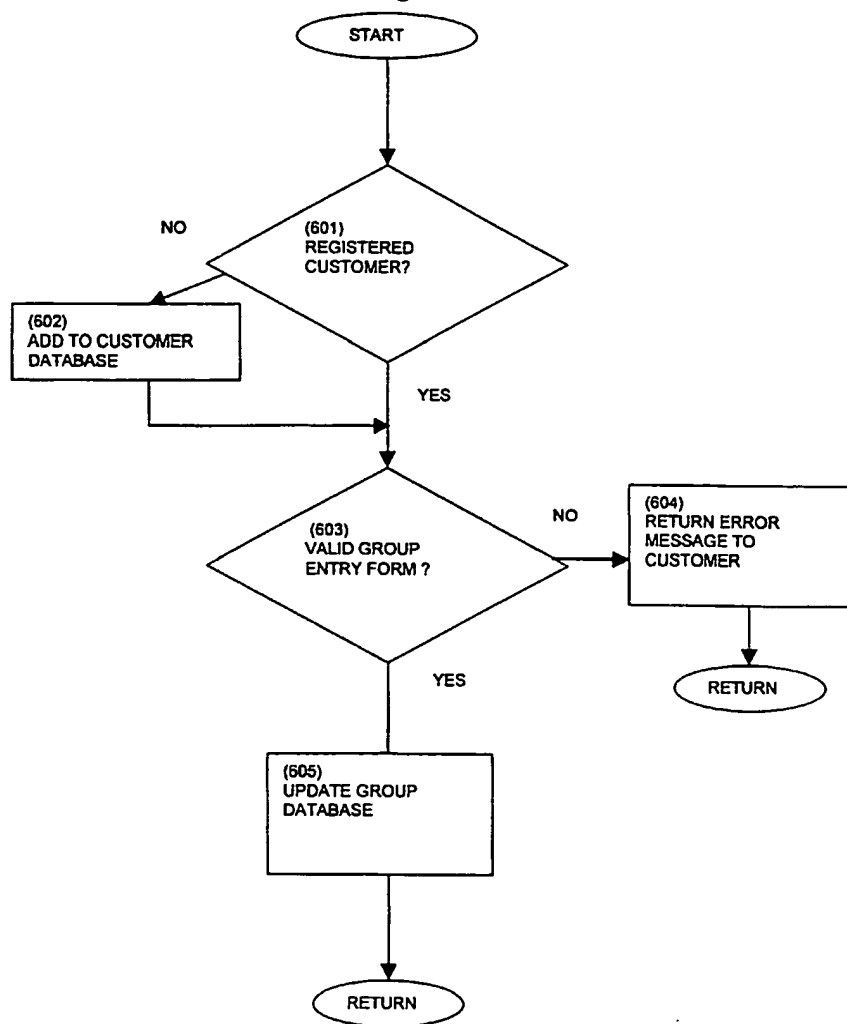 START
NO
(601)
REGISTERED
CUSTOMER?
(602)
ADD TO CUSTOMER
DATABASE
YES
(603)
VALID GROUP
ENTRY FORM ?
NO
(604)
RETURN ERROR
MESSAGE TO
CUSTOMER
YES
RETURN
(605)
UPDATE GROUP
DATABASE
RETURN